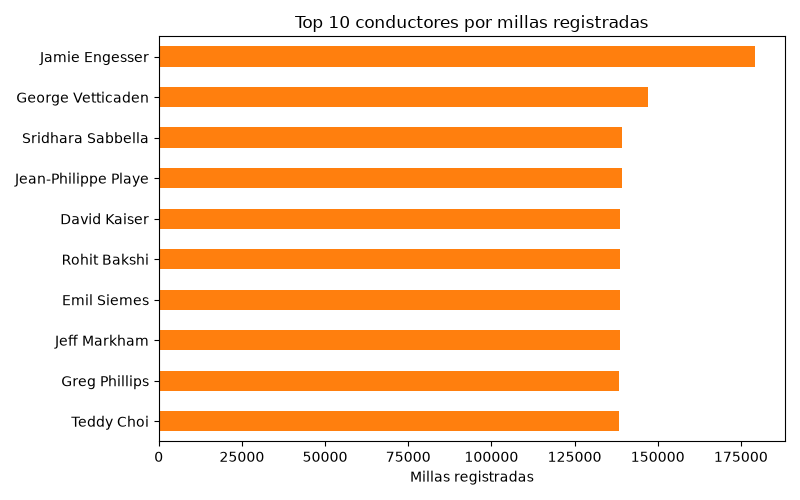 Top 10 conductores por millas registradas
Jamie Engesser
George Vetticaden
Sridhara Sabbella
Jean-Philippe Playe
David Kaiser
Rohit Bakshi
Emil Siemes
Jeff Markham
Greg Phillips
Teddy Choi
0 25000 50000 75000 100000 125000 150000 175000
Millas registradas